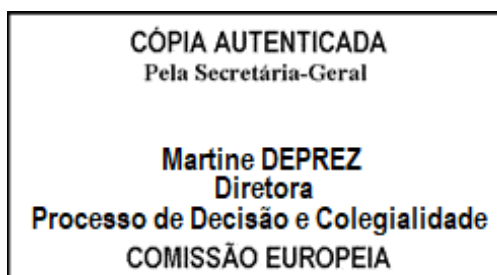 CÓPIA AUTENTICADA
Pela Secretária-Geral
Martine DEPREZ
Diretora
Processo de Decisão e Colegialidade
COMISSÃO EUROPEIA